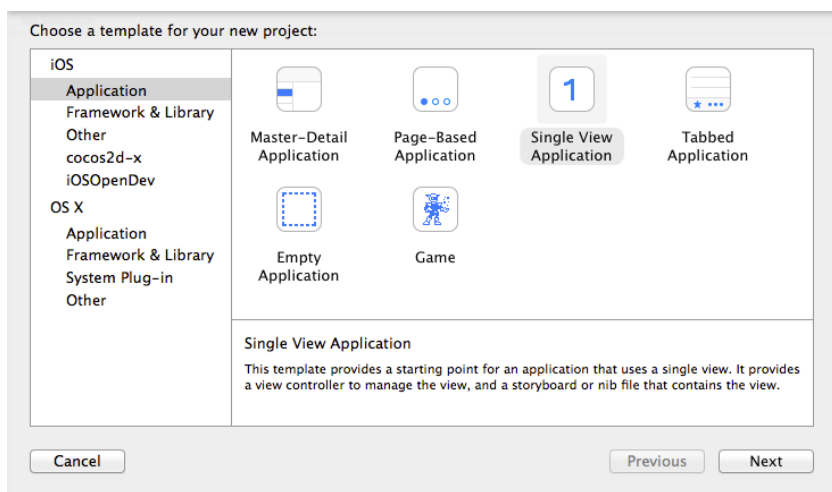 Choose a template for your new project:
iOS
Application
Framework & Library
Other
cocos2d-x
iOSOpenDev
OS X
Application
Framework & Library
System Plug-in
Other
Master-Detail
Application
Page-Based
Application
1
Single View
Application
Tabbed
Application
Empty
Application
Game
Single View Application
This template provides a starting point for an application that uses a single view. It provides
a view controller to manage the view, and a storyboard or nib file that contains the view.
Cancel
Previous
Next